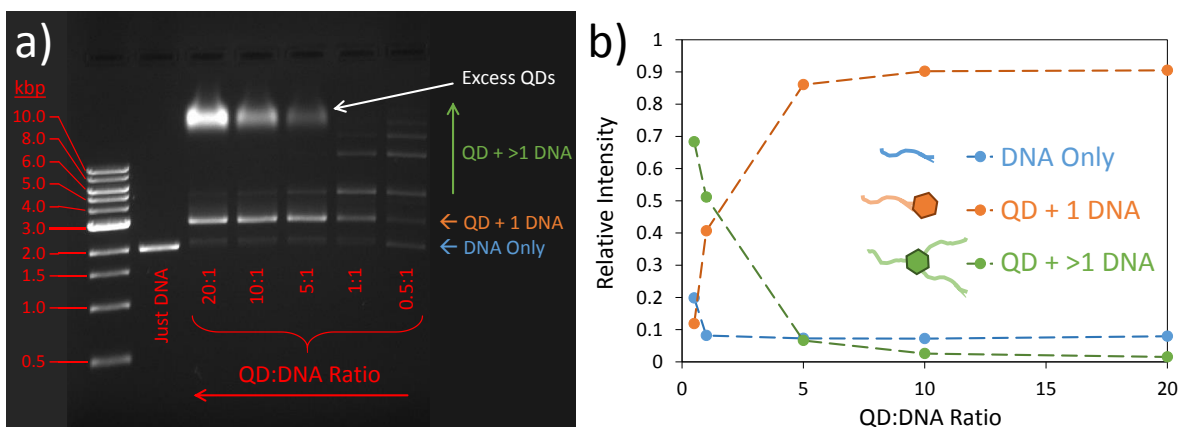 a)
kbp
10.0
8.0
6.0
5.0
4.0
3.0
2.0
1.5
1.0
0.5
Just DNA
20:1
10:1
5:1
1:1
0.5:1
QD:DNA Ratio
Excess QDs
QD + >1 DNA
QD + 1 DNA
DNA Only
b)
Relative Intensity
1
0.9
0.8
0.7
0.6
0.5
0.4
0.3
0.2
0.1
0
0
5
10
15
20
QD:DNA Ratio
DNA Only
QD + 1 DNA
QD + >1 DNA